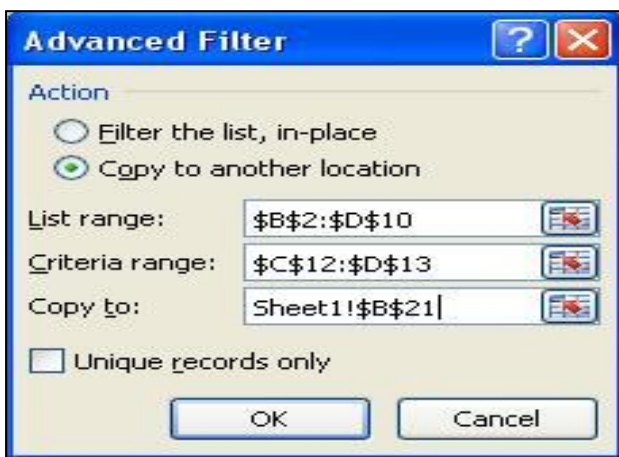 Advanced Filter
Action
Filter the list, in-place
Copy to another location
List range: $B$2:$D$10
Criteria range: $C$12:$D$13
Copy to: Sheet1!$B$21
Unique records only
OK Cancel